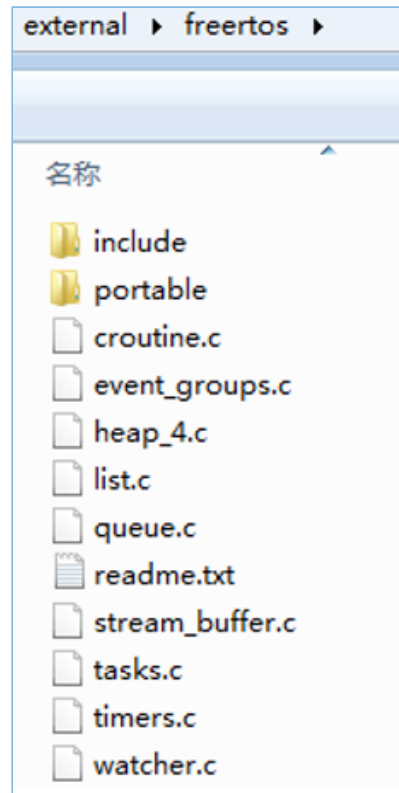 external ▸ freertos ▸
名称
include
portable
croutine.c
event_groups.c
heap_4.c
list.c
queue.c
readme.txt
stream_buffer.c
tasks.c
timers.c
watcher.c